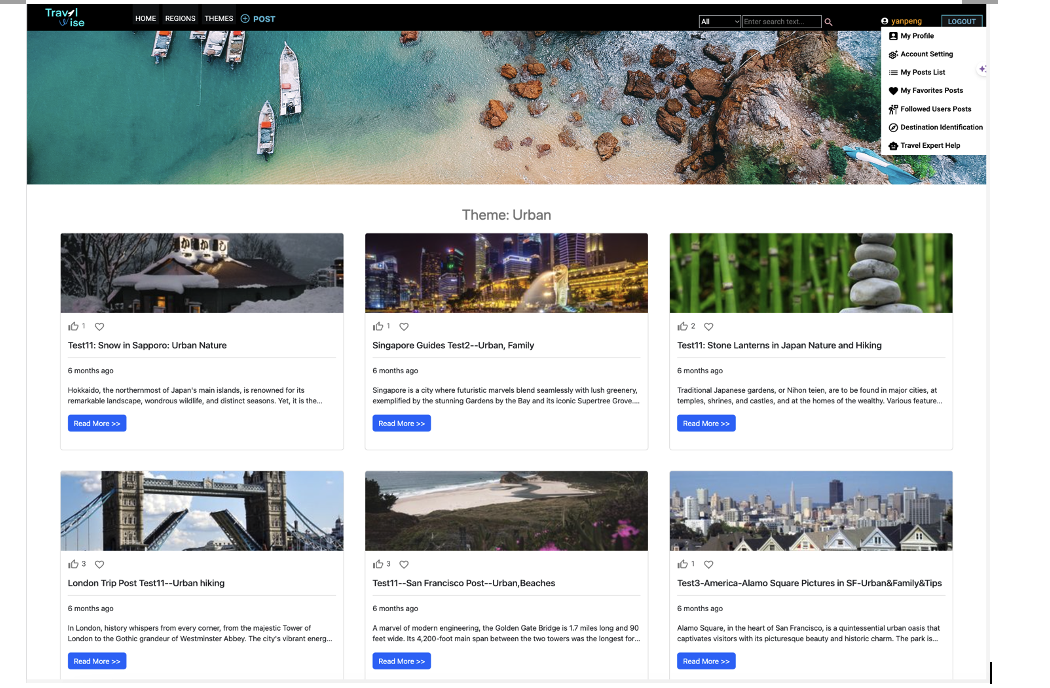 Travel
Wise
HOME REGIONS THEMES POST
All Enter search text...
yanpeng LOGOUT
My Profile
Account Setting
My Posts List
My Favorites Posts
Followed Users Posts
Destination Identification
Travel Expert Help
Theme: Urban
1
Test11: Snow in Sapporo: Urban Nature
6 months ago
Hokkaido, the northernmost of Japan's main islands, is renowned for its
remarkable landscape, wondrous wildlife, and distinct seasons. Yet, it is the...
Read More >>
1
Singapore Guides Test2--Urban, Family
6 months ago
Singapore is a city where futuristic marvels blend seamlessly with lush greenery,
exemplified by the stunning Gardens by the Bay and its iconic Supertree Grove....
Read More >>
2
Test11: Stone Lanterns in Japan Nature and Hiking
6 months ago
Traditional Japanese gardens, or Nihon teien, are to be found in major cities, at
temples, shrines, and castles, and at the homes of the wealthy. Various feature...
Read More >>
3
London Trip Post Test11--Urban hiking
6 months ago
In London, history whispers from every corner, from the majestic Tower of
London to the Gothic grandeur of Westminster Abbey. The city's vibrant energ...
Read More >>
3
Test11--San Francisco Post--Urban,Beaches
6 months ago
A marvel of modern engineering, the Golden Gate Bridge is 1.7 miles long and 90
feet wide. Its 4,200-foot main span between the two towers was the longest for...
Read More >>
1
Test3-America-Alamo Square Pictures in SF-Urban&Family&Tips
6 months ago
Alamo Square, in the heart of San Francisco, is a quintessential urban oasis that
captivates visitors with its picturesque beauty and historic charm. The park is...
Read More >>